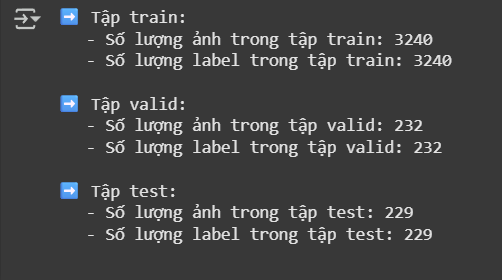 ➡️ Tập train:
- Số lượng ảnh trong tập train: 3240
- Số lượng label trong tập train: 3240
➡️ Tập valid:
- Số lượng ảnh trong tập valid: 232
- Số lượng label trong tập valid: 232
➡️ Tập test:
- Số lượng ảnh trong tập test: 229
- Số lượng label trong tập test: 229